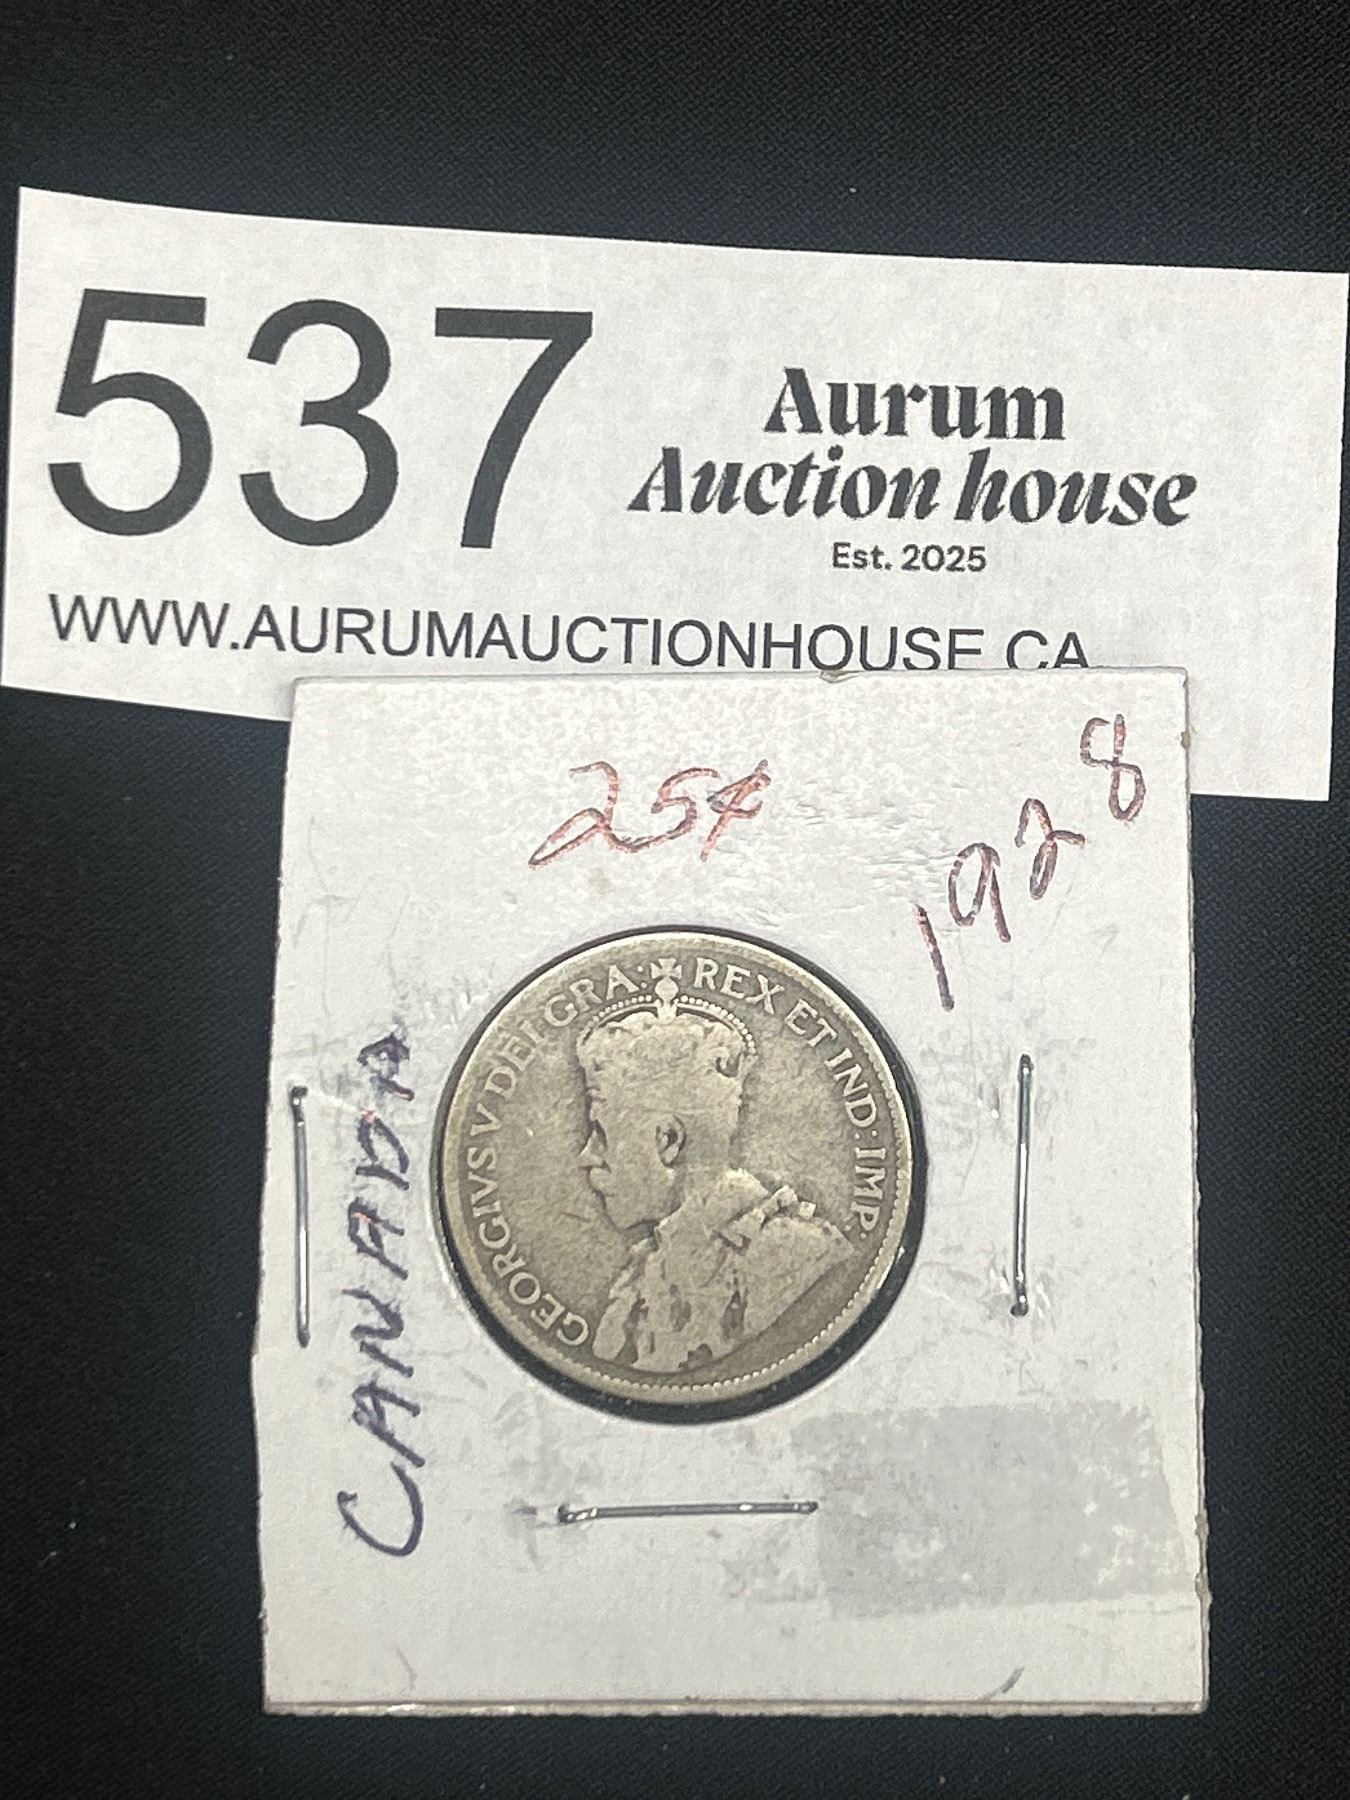 537
Aurum
Auction house
Est. 2025
WWW.AURUMAUCTIONHOUSE.CA
25¢
1928
CANADA
GEORGIVS V DEI GRA: REX ET IND: IMP: